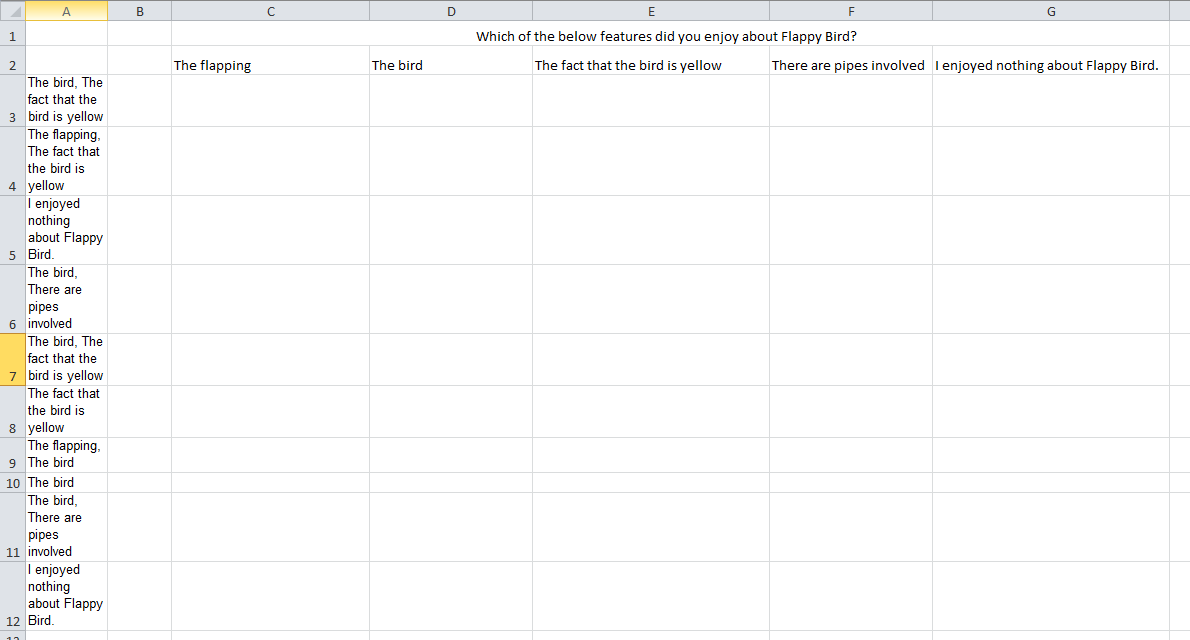 A B C D E F G
1 Which of the below features did you enjoy about Flappy Bird?
2 The flapping The bird The fact that the bird is yellow There are pipes involved I enjoyed nothing about Flappy Bird.
The bird, The
fact that the
3 bird is yellow
The flapping,
The fact that
the bird is
4 yellow
I enjoyed
nothing
about Flappy
5 Bird.
The bird,
There are
pipes
6 involved
The bird, The
fact that the
7 bird is yellow
The fact that
the bird is
8 yellow
The flapping,
9 The bird
10 The bird
The bird,
There are
pipes
11 involved
I enjoyed
nothing
about Flappy
12 Bird.